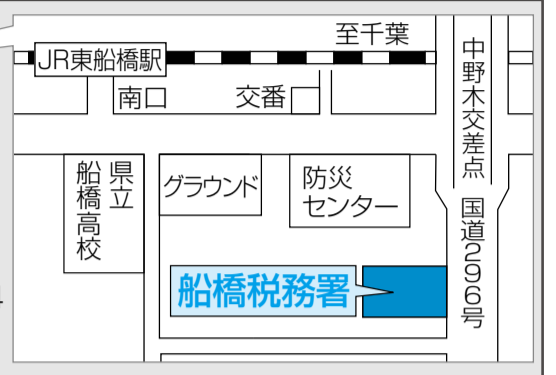 至千葉
JR東船橋駅
南口
交番
中野木交差点
県立
船橋高校
グラウンド
防災
センター
国道296号
船橋税務署